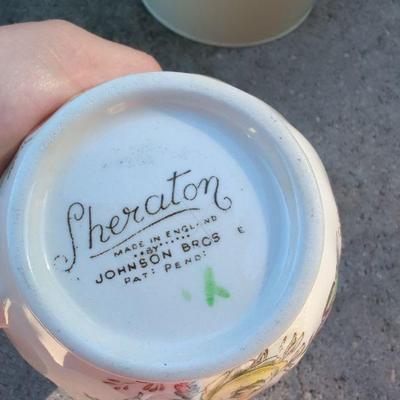 Sheraton
MADE IN ENGLAND
••BY•••••
JOHNSON BROS
PAT: PEND:
E